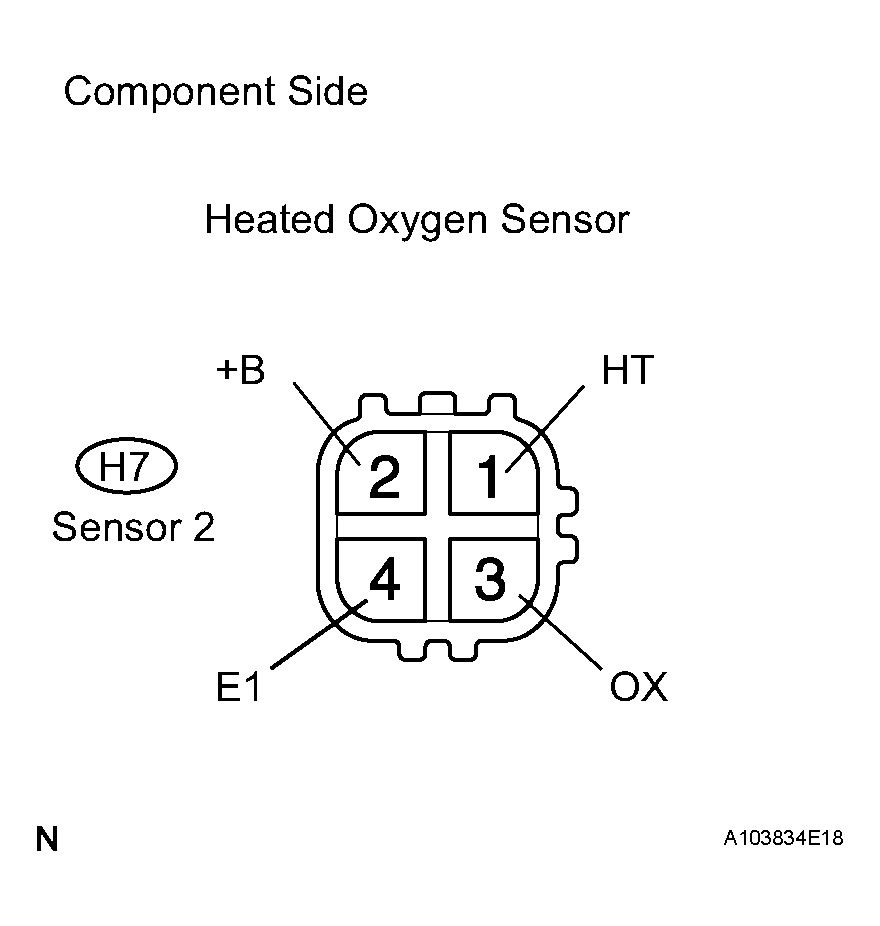 Component Side
Heated Oxygen Sensor
+B
HT
2
1
H7
Sensor 2
4
3
E1
OX
N
A103834E18